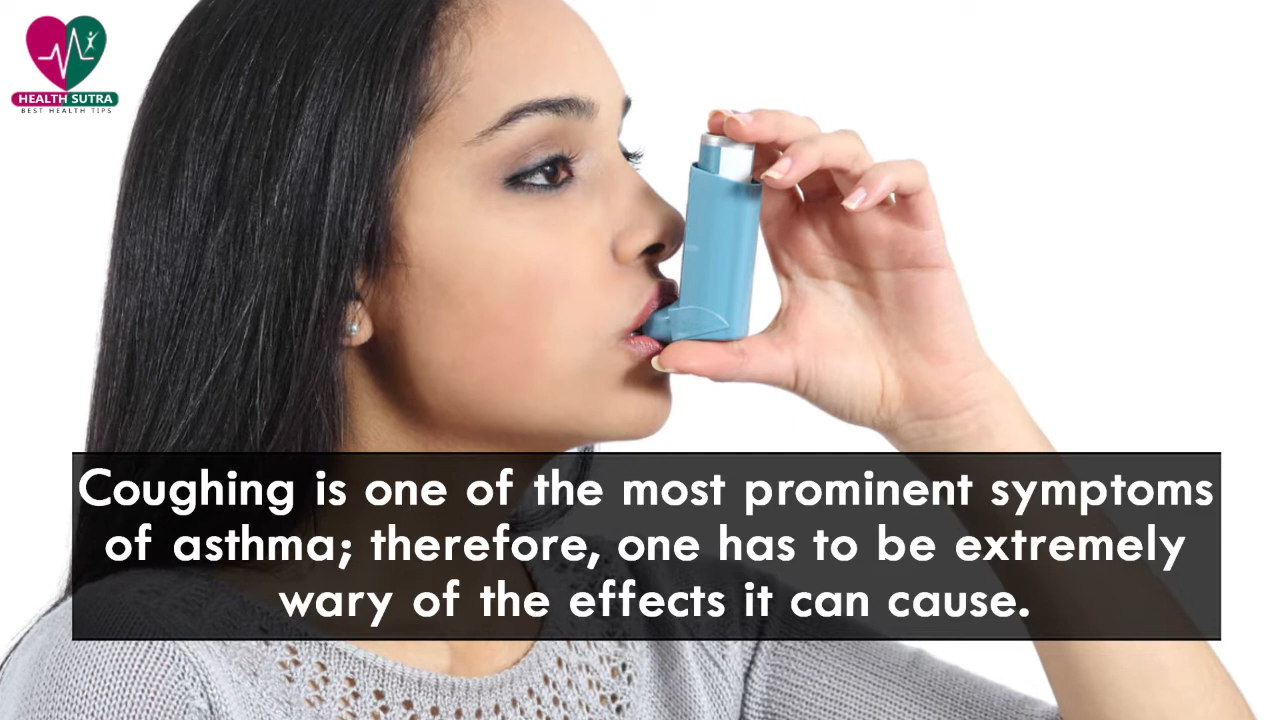 HEALTH SUTRA
BEST HEALTH TIPS
Coughing is one of the most prominent symptoms
of asthma; therefore, one has to be extremely
wary of the effects it can cause.